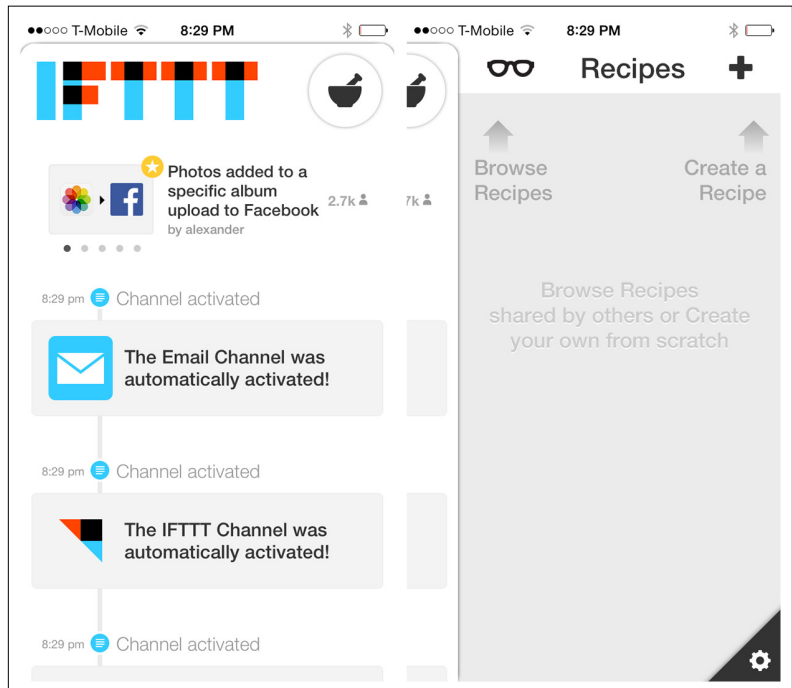 T-Mobile 8:29 PM
IFTTT
Photos added to a
specific album
upload to Facebook
by alexander
2.7k
8:29 pm Channel activated
The Email Channel was
automatically activated!
8:29 pm Channel activated
The IFTTT Channel was
automatically activated!
8:29 pm Channel activated
T-Mobile 8:29 PM
Recipes
7k
Browse
Recipes
Create a
Recipe
Browse Recipes
shared by others or Create
your own from scratch